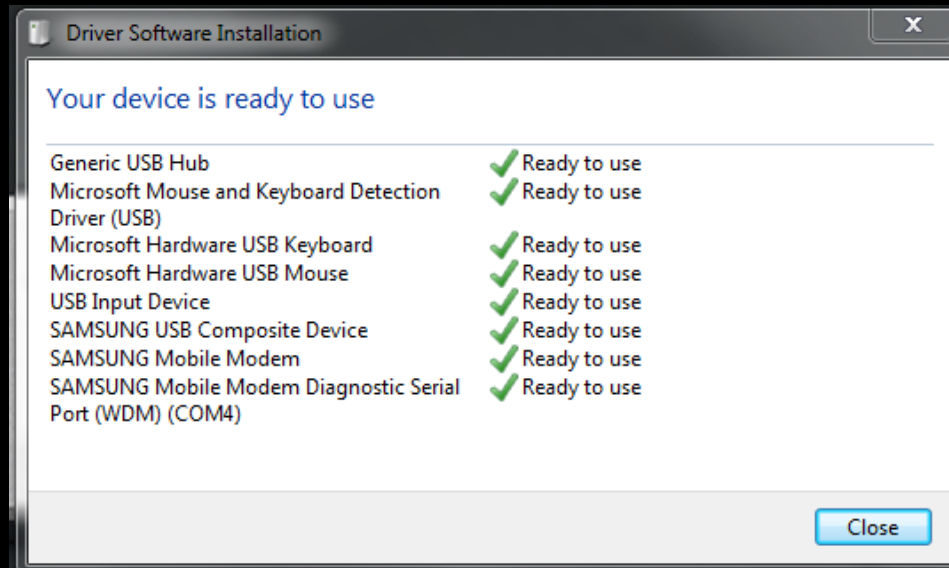 Driver Software Installation
X
Your device is ready to use
Generic USB Hub Ready to use
Microsoft Mouse and Keyboard Detection Ready to use
Driver (USB)
Microsoft Hardware USB Keyboard Ready to use
Microsoft Hardware USB Mouse Ready to use
USB Input Device Ready to use
SAMSUNG USB Composite Device Ready to use
SAMSUNG Mobile Modem Ready to use
SAMSUNG Mobile Modem Diagnostic Serial Ready to use
Port (WDM) (COM4)
Close